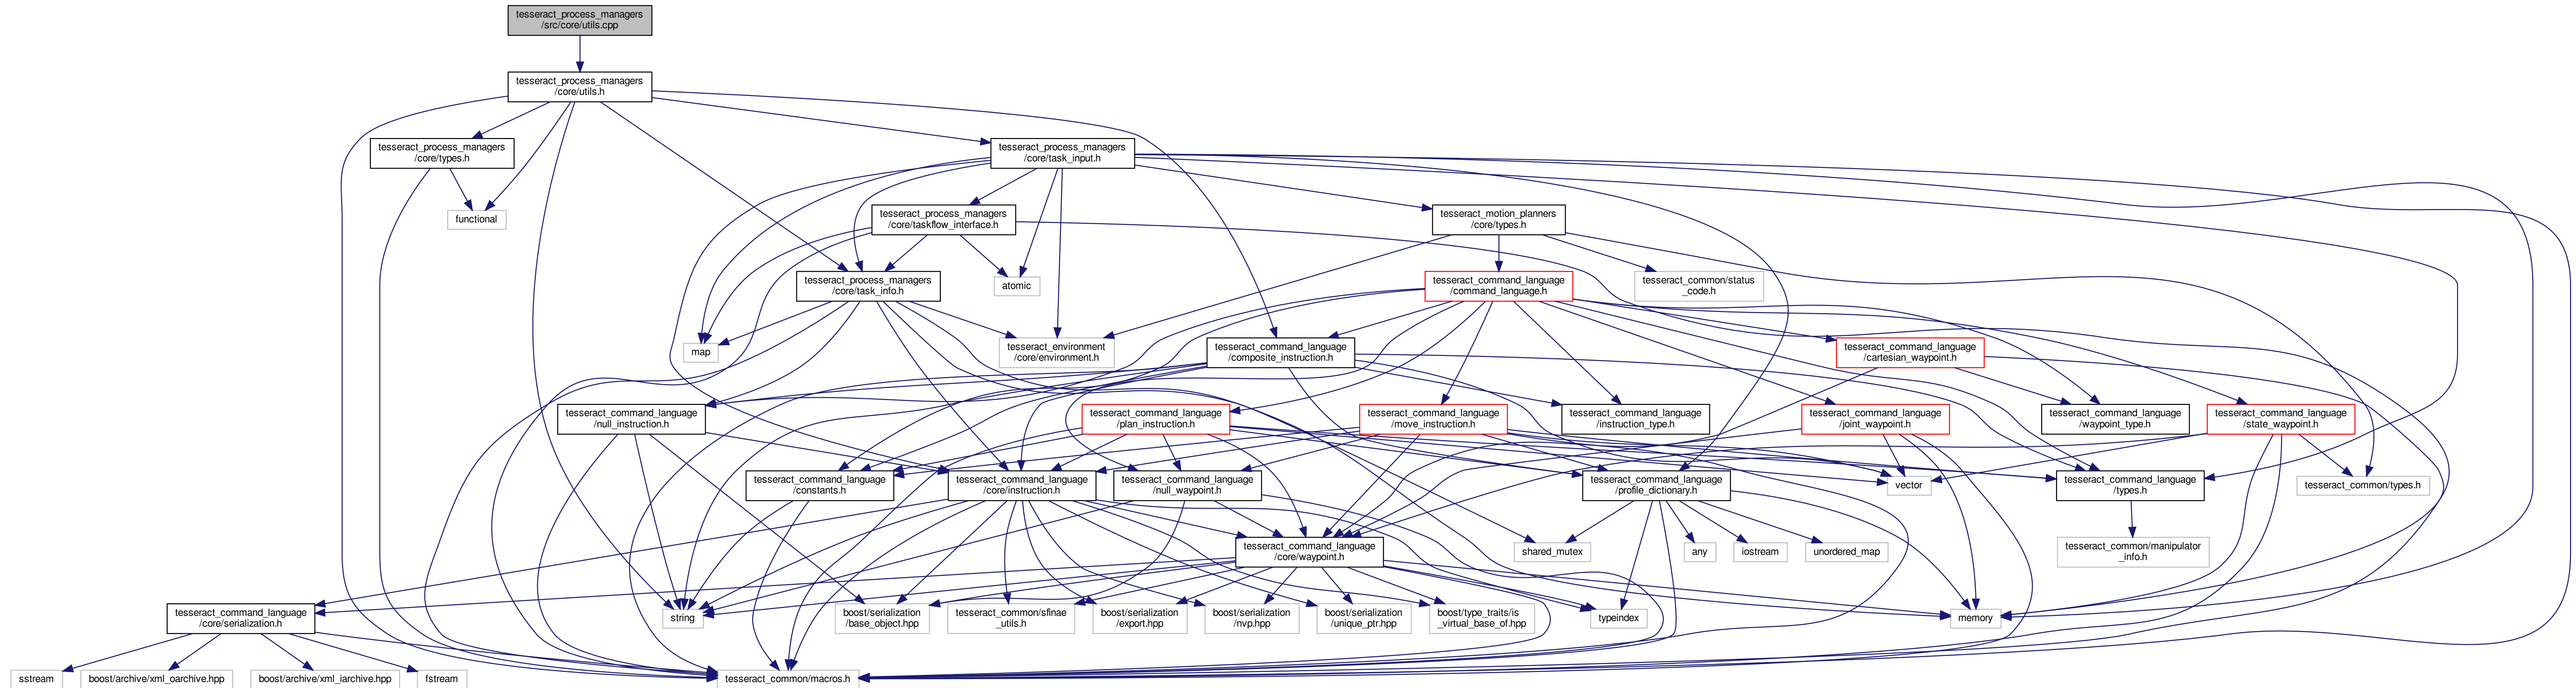 tesseract_process_managers
/src/core/utils.cpp
tesseract_process_managers
/core/utils.h
tesseract_process_managers
/core/types.h
tesseract_process_managers
/core/task_input.h
functional
tesseract_process_managers
/core/taskflow_interface.h
tesseract_motion_planners
/core/types.h
tesseract_process_managers
/core/task_info.h
atomic
tesseract_command_language
/command_language.h
tesseract_common/status
_code.h
map
tesseract_environment
/core/environment.h
tesseract_command_language
/composite_instruction.h
tesseract_command_language
/cartesian_waypoint.h
tesseract_command_language
/null_instruction.h
tesseract_command_language
/plan_instruction.h
tesseract_command_language
/move_instruction.h
tesseract_command_language
/instruction_type.h
tesseract_command_language
/joint_waypoint.h
tesseract_command_language
/waypoint_type.h
tesseract_command_language
/state_waypoint.h
tesseract_command_language
/constants.h
tesseract_command_language
/core/instruction.h
tesseract_command_language
/null_waypoint.h
tesseract_command_language
/profile_dictionary.h
vector
tesseract_command_language
/types.h
tesseract_common/types.h
tesseract_command_language
/core/waypoint.h
shared_mutex
any
iostream
unordered_map
tesseract_common/manipulator
_info.h
tesseract_command_language
/core/serialization.h
string
boost/serialization
/base_object.hpp
tesseract_common/sfinae
_utils.h
boost/serialization
/export.hpp
boost/serialization
/nvp.hpp
boost/serialization
/unique_ptr.hpp
boost/type_traits/is
_virtual_base_of.hpp
typeindex
memory
sstream
boost/archive/xml_oarchive.hpp
boost/archive/xml_iarchive.hpp
fstream
tesseract_common/macros.h